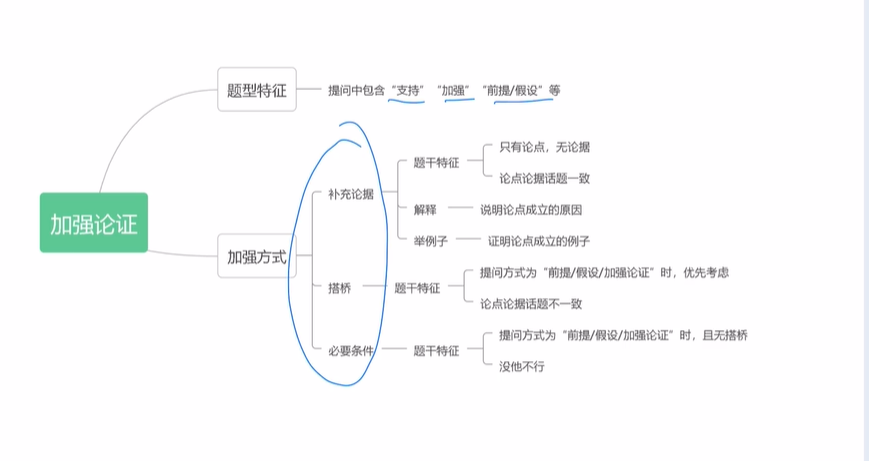 题型特征
提问中包含“支持”“加强”“前提/假设”等
只有论点，无论据
题干特征
论点论据话题一致
补充论据
解释
说明论点成立的原因
加强论证
举例子
证明论点成立的例子
加强方式
提问方式为“前提/假设/加强论证”时，优先考虑
搭桥
题干特征
论点论据话题不一致
提问方式为“前提/假设/加强论证”时，且无搭桥
必要条件
题干特征
没他不行